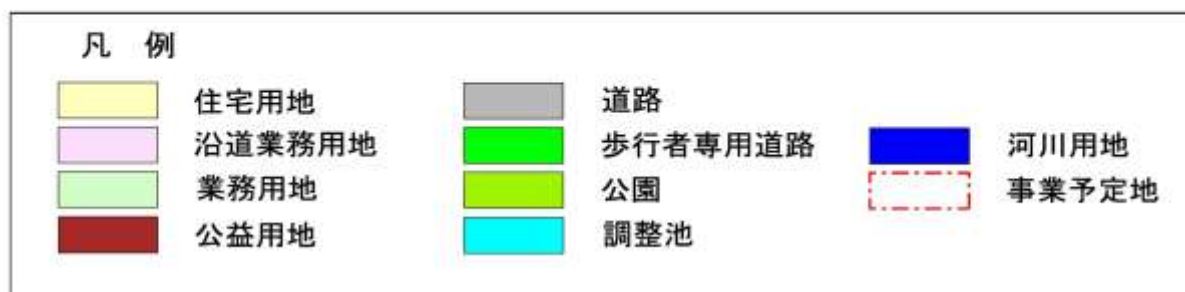 凡 例
住宅用地
沿道業務用地
業務用地
公益用地
道路
歩行者専用道路
公園
調整池
河川用地
事業予定地